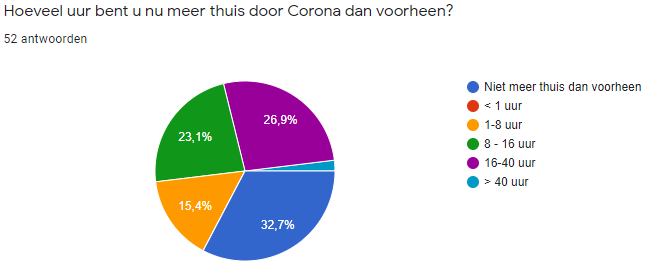 Hoeveel uur bent u nu meer thuis door Corona dan voorheen?
52 antwoorden
Niet meer thuis dan voorheen
< 1 uur
1-8 uur
8 - 16 uur
16-40 uur
> 40 uur
26,9%
23,1%
15,4%
32,7%